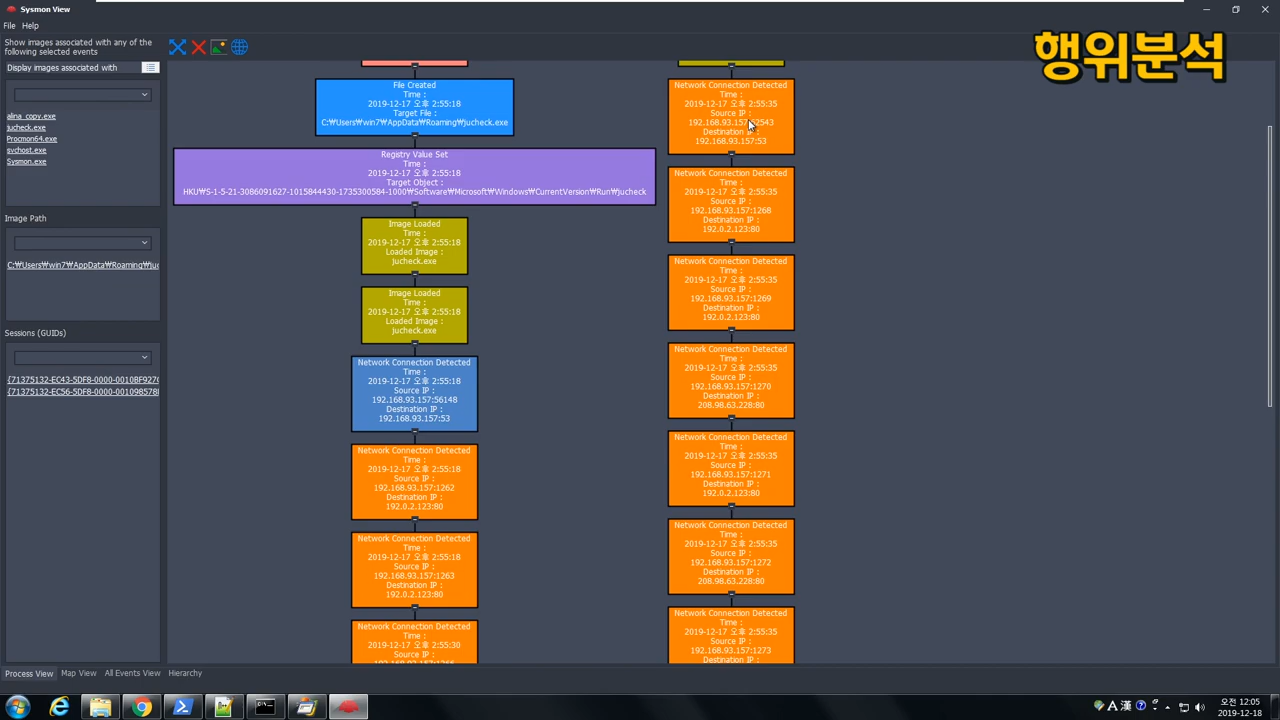 Sysmon View
File Help
Show images associated with any of the
following selected events
Display images associated with
alina_copy.exe
jucheck.exe
ProcmonEx.exe
svchost.exe
Sysmon.exe
Image Path
C:₩Users₩win7₩AppData₩Roaming₩juc
Sessions (GUIDs)
행위분석
File Created
Time :
2019-12-17 오후 2:55:18
Target File :
C:₩Users₩win7₩AppData₩Roaming₩jucheck.exe
Registry Value Set
Time :
2019-12-17 오후 2:55:18
Target Object :
HKU₩S-1-5-21-3086091627-1015844430-1735300584-1000₩Software₩Microsoft₩Windows₩CurrentVersion₩Run₩jucheck
Image Loaded
Time :
2019-12-17 오후 2:55:18
Loaded Image :
jucheck.exe
Image Loaded
Time :
2019-12-17 오후 2:55:18
Loaded Image :
jucheck.exe
Network Connection Detected
Time :
2019-12-17 오후 2:55:18
Source IP :
192.168.93.157:56148
Destination IP :
192.168.93.157:53
Network Connection Detected
Time :
2019-12-17 오후 2:55:18
Source IP :
192.168.93.157:1262
Destination IP :
192.0.2.123:80
Network Connection Detected
Time :
2019-12-17 오후 2:55:18
Source IP :
192.168.93.157:1263
Destination IP :
192.0.2.123:80
Network Connection Detected
Time :
2019-12-17 오후 2:55:30
Source IP :
Network Connection Detected
Time :
2019-12-17 오후 2:55:35
Source IP :
Destination IP :
192.168.93.157:53
Network Connection Detected
Time :
2019-12-17 오후 2:55:35
Source IP :
192.168.93.157:1268
Destination IP :
192.0.2.123:80
Network Connection Detected
Time :
2019-12-17 오후 2:55:35
Source IP :
192.168.93.157:1269
Destination IP :
192.0.2.123:80
Network Connection Detected
Time :
2019-12-17 오후 2:55:35
Source IP :
192.168.93.157:1270
Destination IP :
208.98.63.228:80
Network Connection Detected
Time :
2019-12-17 오후 2:55:35
Source IP :
192.168.93.157:1271
Destination IP :
192.0.2.123:80
Network Connection Detected
Time :
2019-12-17 오후 2:55:35
Source IP :
192.168.93.157:1272
Destination IP :
208.98.63.228:80
Network Connection Detected
Time :
2019-12-17 오후 2:55:35
Source IP :
192.168.93.157:1273
Destination IP :
Process View Map View All Events View Hierarchy
A 漢
오전 12:05
2019-12-18